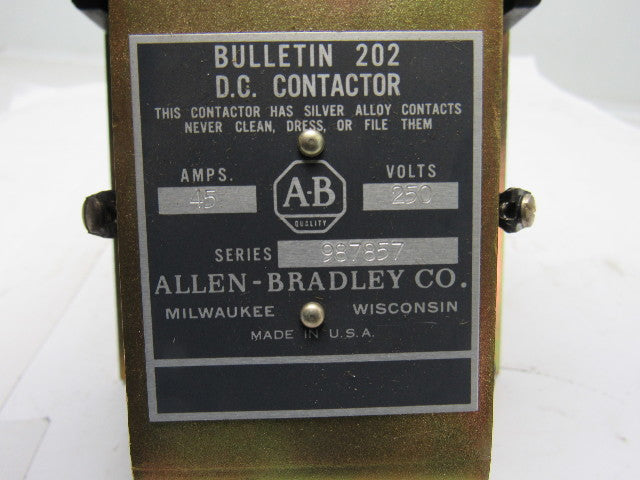 BULLETIN 202
D.C. CONTACTOR
THIS CONTACTOR HAS SILVER ALLOY CONTACTS
NEVER CLEAN, DRESS, OR FILE THEM
AMPS. VOLTS
45 A-B 250
QUALITY
SERIES 987857
ALLEN-BRADLEY CO.
MILWAUKEE WISCONSIN
MADE IN U.S.A.